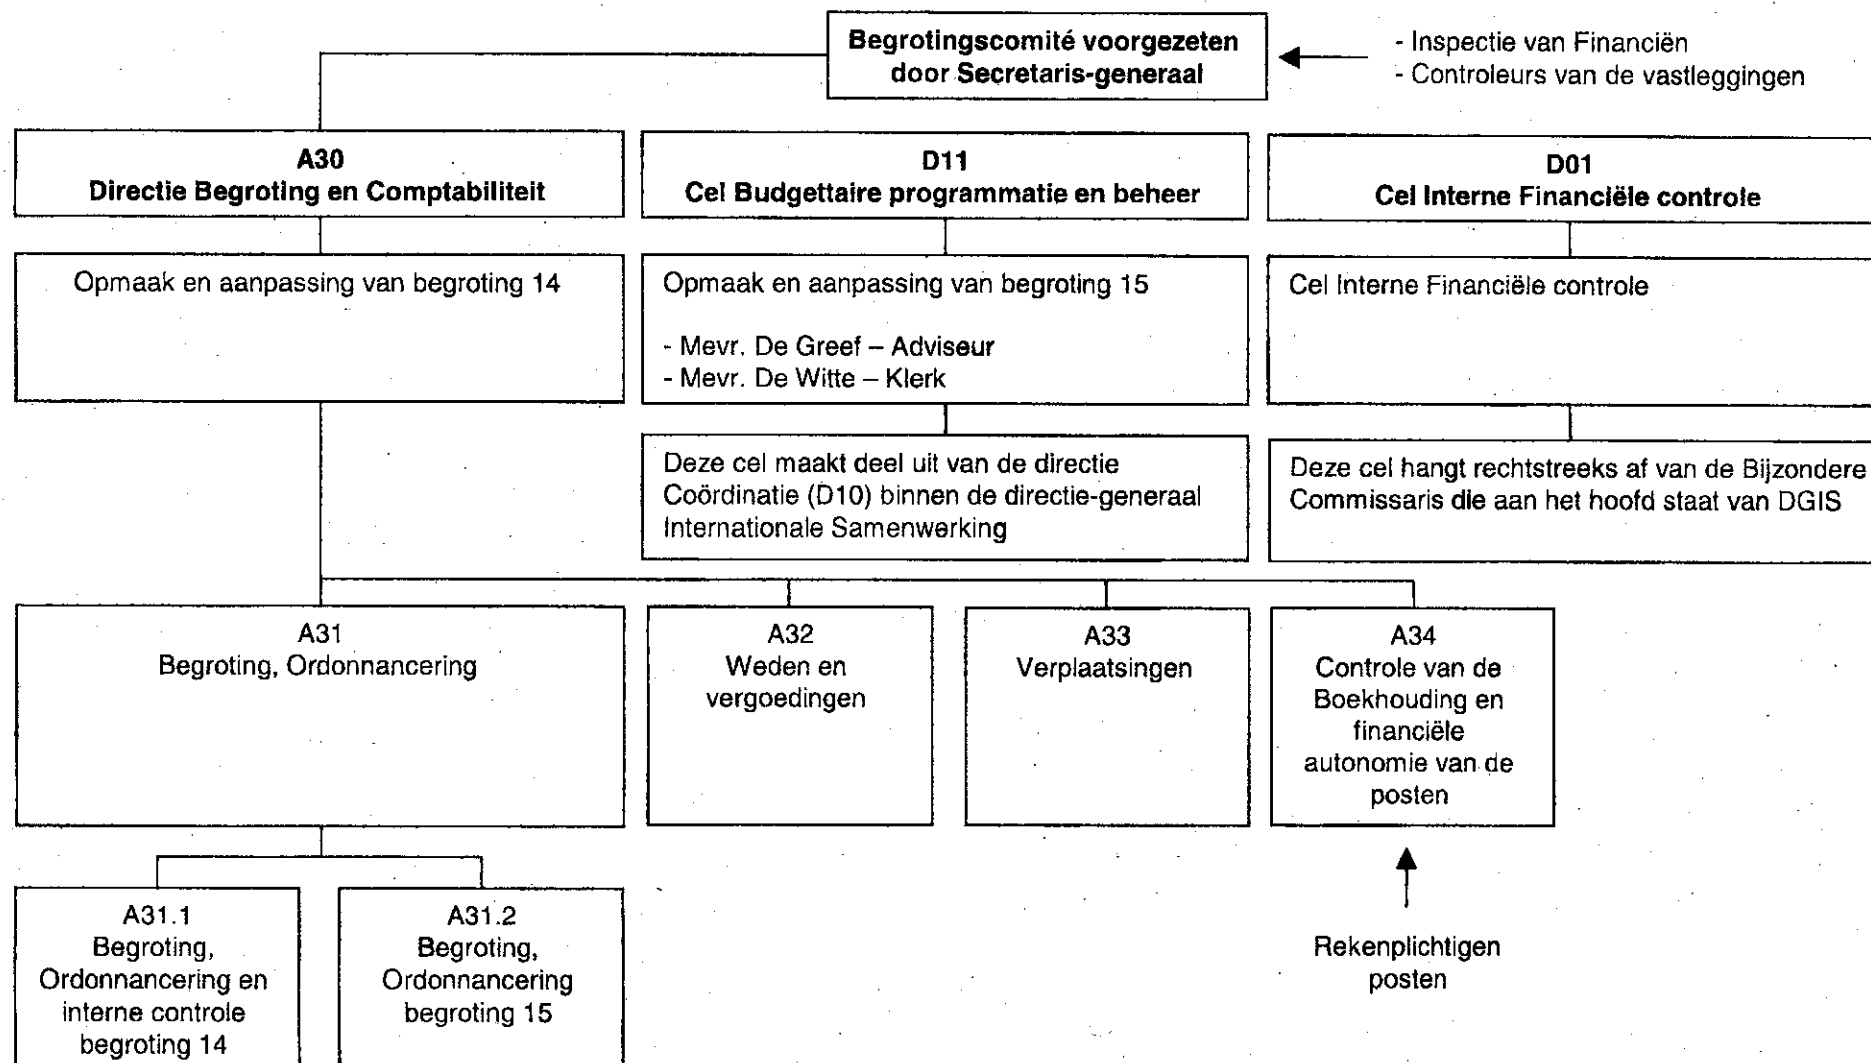 Begrotingscomité voorgezeten
door Secretaris-generaal
- Inspectie van Financiën
- Controleurs van de vastleggingen
A30
Directie Begroting en Comptabiliteit
D11
Cel Budgettaire programmatie en beheer
D01
Cel Interne Financiële controle
Opmaak en aanpassing van begroting 14
Opmaak en aanpassing van begroting 15
- Mevr. De Greef – Adviseur
- Mevr. De Witte – Klerk
Cel Interne Financiële controle
Deze cel maakt deel uit van de directie
Coördinatie (D10) binnen de directie-generaal
Internationale Samenwerking
Deze cel hangt rechtstreeks af van de Bijzondere
Commissaris die aan het hoofd staat van DGIS
A31
Begroting, Ordonnancering
A32
Weden en
vergoedingen
A33
Verplaatsingen
A34
Controle van de
Boekhouding en
financiële
autonomie van de
posten
A31.1
Begroting,
Ordonnancering en
interne controle
begroting 14
A31.2
Begroting,
Ordonnancering
begroting 15
Rekenplichtigen
posten